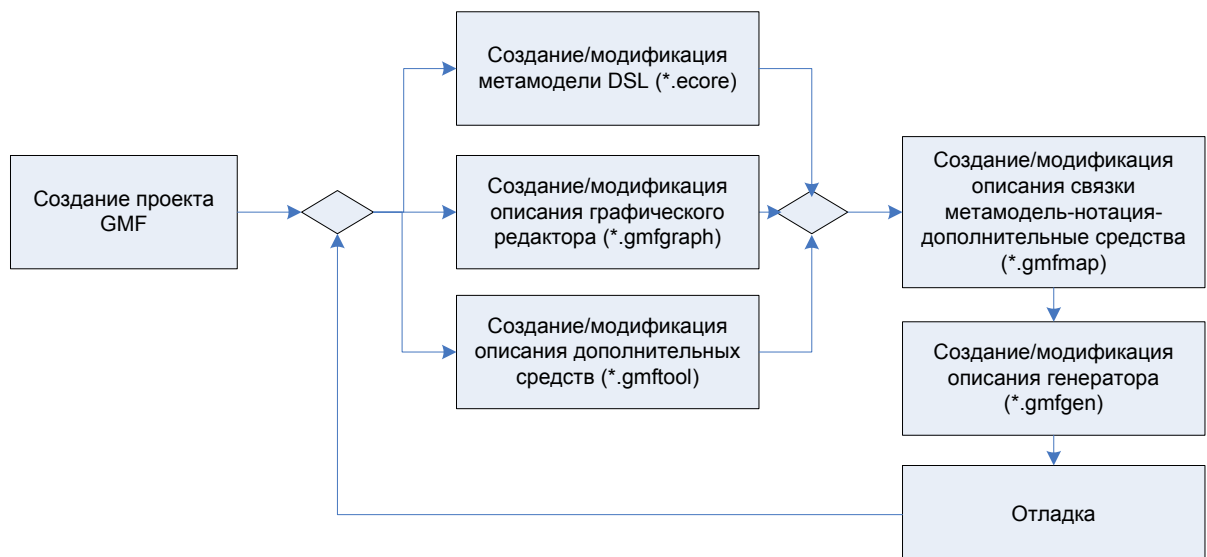 Создание проекта
GMF
Создание/модификация
метамодели DSL (*.ecore)
Создание/модификация
описания графического
редактора (*.gmfgraph)
Создание/модификация
описания дополнительных
средств (*.gmftool)
Создание/модификация
описания связки
метамодель-нотация-
дополнительные средства
(*.gmfmap)
Создание/модификация
описания генератора
(*.gmfgen)
Отладка